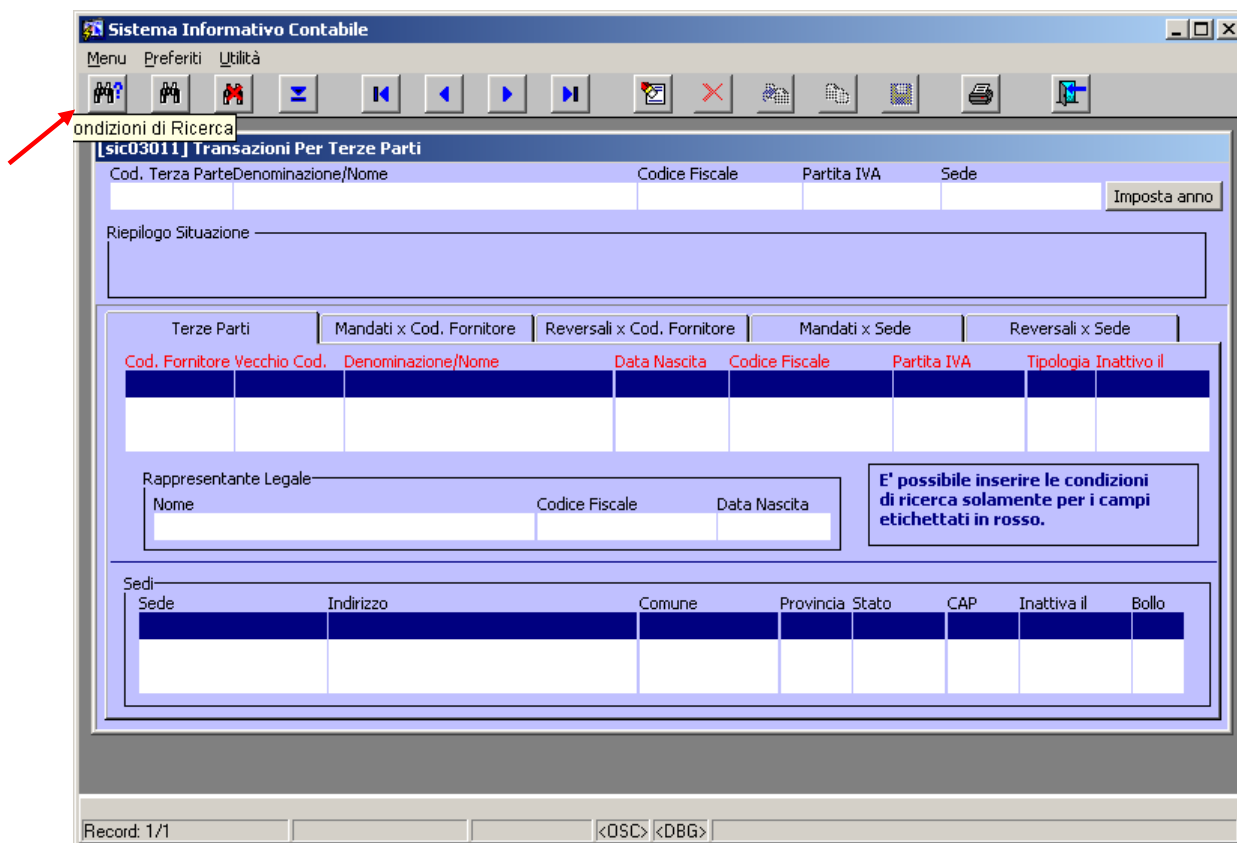 Sistema Informativo Contabile
Menu Preferiti Utilità
ondizioni di Ricerca
[sic03011] Transazioni Per Terze Parti
Cod. Terza Parte Denominazione/Nome Codice Fiscale Partita IVA Sede
Imposta anno
Riepilogo Situazione
Terze Parti Mandati x Cod. Fornitore Reversali x Cod. Fornitore Mandati x Sede Reversali x Sede
Cod. Fornitore Vecchio Cod. Denominazione/Nome Data Nascita Codice Fiscale Partita IVA Tipologia Inattivo il
Rappresentante Legale
Nome Codice Fiscale Data Nascita
E' possibile inserire le condizioni
di ricerca solamente per i campi
etichettati in rosso.
Sedi
Sede Indirizzo Comune Provincia Stato CAP Inattiva il Bollo
Record: 1/1 <OSC> <DBG>